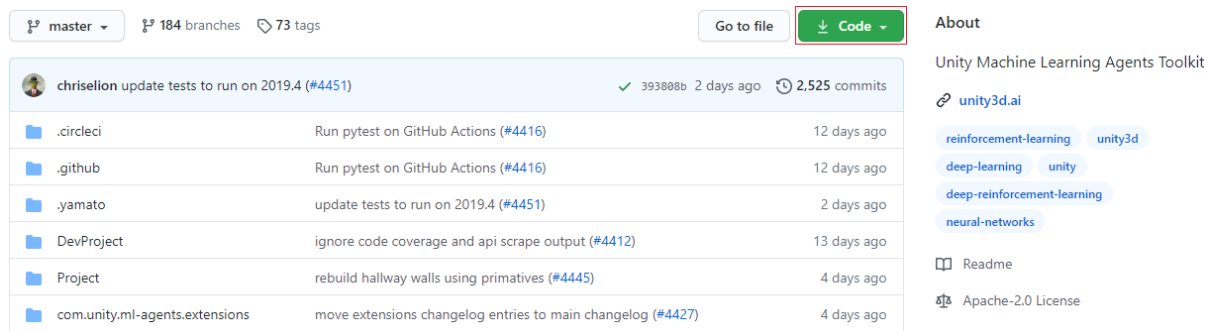 master 184 branches 73 tags Go to file Code
chriselion update tests to run on 2019.4 (#4451) 393808b 2 days ago 2,525 commits
.circleci Run pytest on GitHub Actions (#4416) 12 days ago
.github Run pytest on GitHub Actions (#4416) 12 days ago
.yamato update tests to run on 2019.4 (#4451) 2 days ago
DevProject ignore code coverage and api scrape output (#4412) 13 days ago
Project rebuild hallway walls using primatives (#4445) 4 days ago
com.unity.ml-agents.extensions move extensions changelog entries to main changelog (#4427) 4 days ago
About
Unity Machine Learning Agents Toolkit
unity3d.ai
reinforcement-learning unity3d
deep-learning unity
deep-reinforcement-learning
neural-networks
Readme
Apache-2.0 License